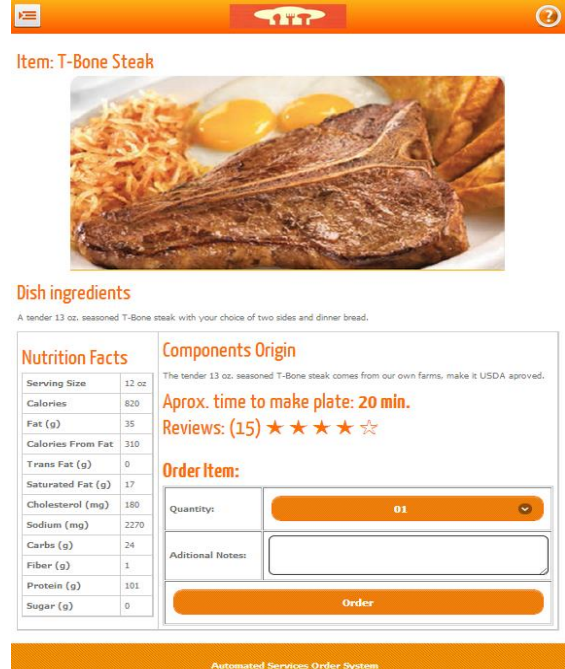 Item: T-Bone Steak
Dish ingredients
A tender 13 oz. seasoned T-Bone steak with your choice of two sides and dinner bread.
Nutrition Facts
Serving Size 12 oz
Calories 820
Fat (g) 35
Calories From Fat 310
Trans Fat (g) 0
Saturated Fat (g) 17
Cholesterol (mg) 180
Sodium (mg) 2270
Carbs (g) 24
Fiber (g) 1
Protein (g) 101
Sugar (g) 0
Components Origin
The tender 13 oz. seasoned T-Bone steak comes from our own farms, make it USDA aproved.
Aprox. time to make plate: 20 min.
Reviews: (15) ★ ★ ★ ★ ☆
Order Item:
Quantity: 01
Aditional Notes:
Order
Automated Services Order System